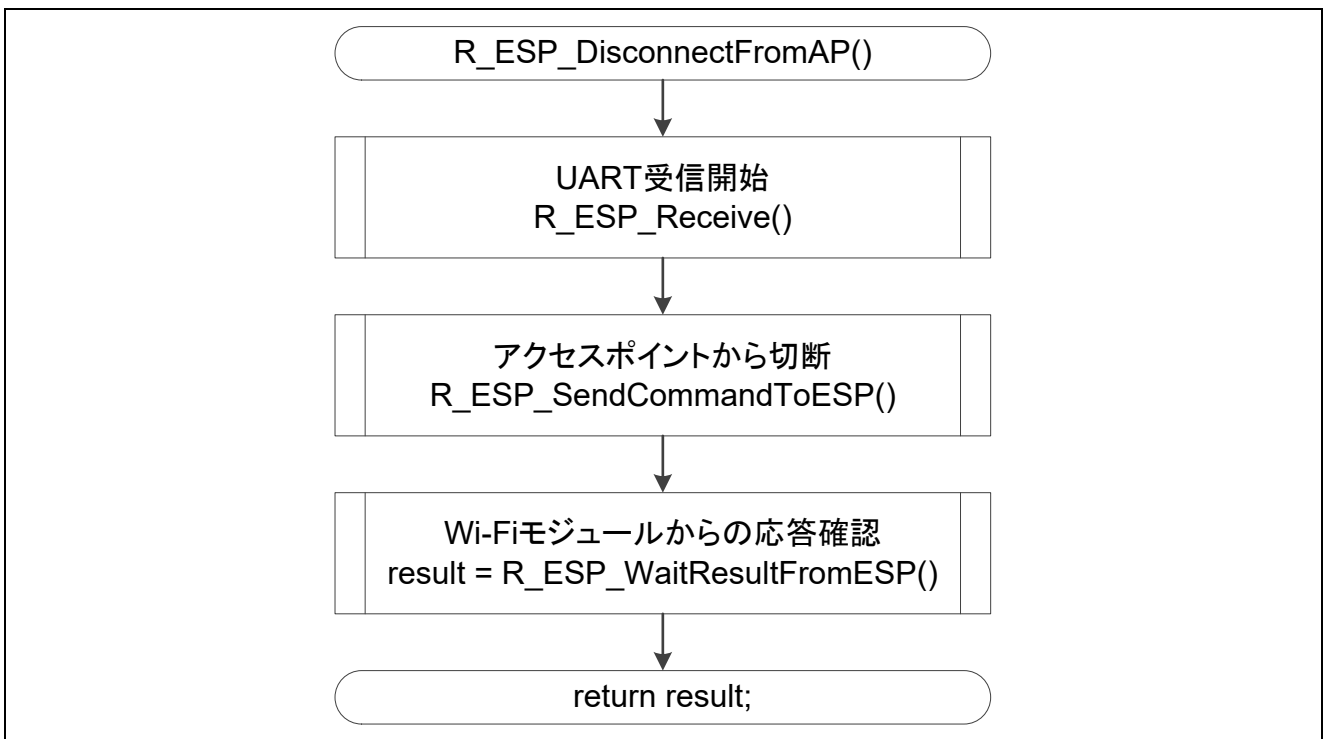 R_ESP_DisconnectFromAP()
UART受信開始
R_ESP_Receive()
アクセスポイントから切断
R_ESP_SendCommandToESP()
Wi-Fiモジュールからの応答確認
result = R_ESP_WaitResultFromESP()
return result;